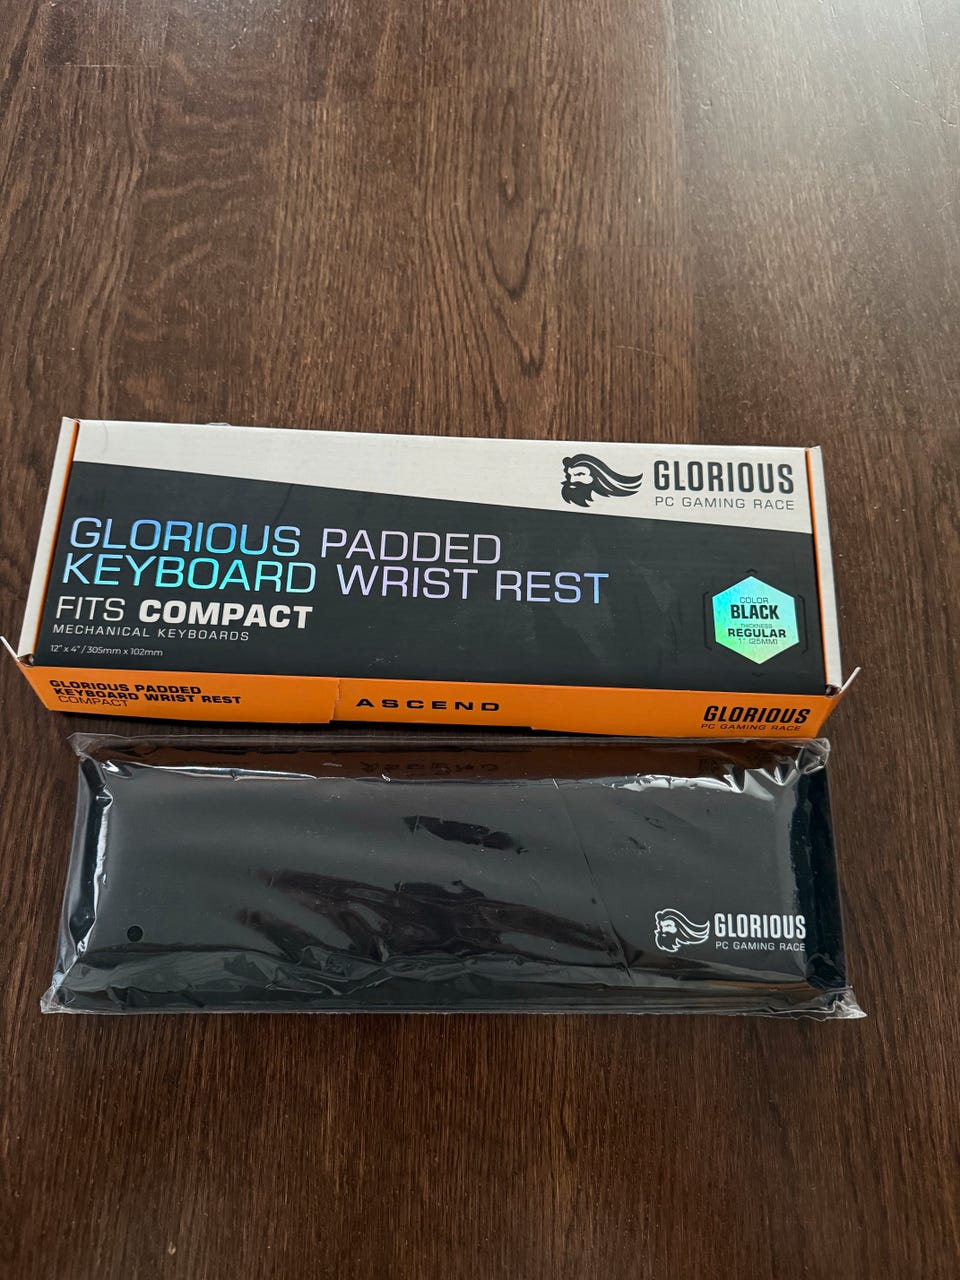 GLORIOUS
PC GAMING RACE
GLORIOUS PADDED
KEYBOARD WRIST REST
FITS COMPACT
MECHANICAL KEYBOARDS
12" x 4" / 305mm x 102mm
COLOR
BLACK
THICKNESS
REGULAR
1" (25MM)
GLORIOUS PADDED
KEYBOARD WRIST REST
COMPACT
ASCEND
GLORIOUS
PC GAMING RACE
GLORIOUS
PC GAMING RACE